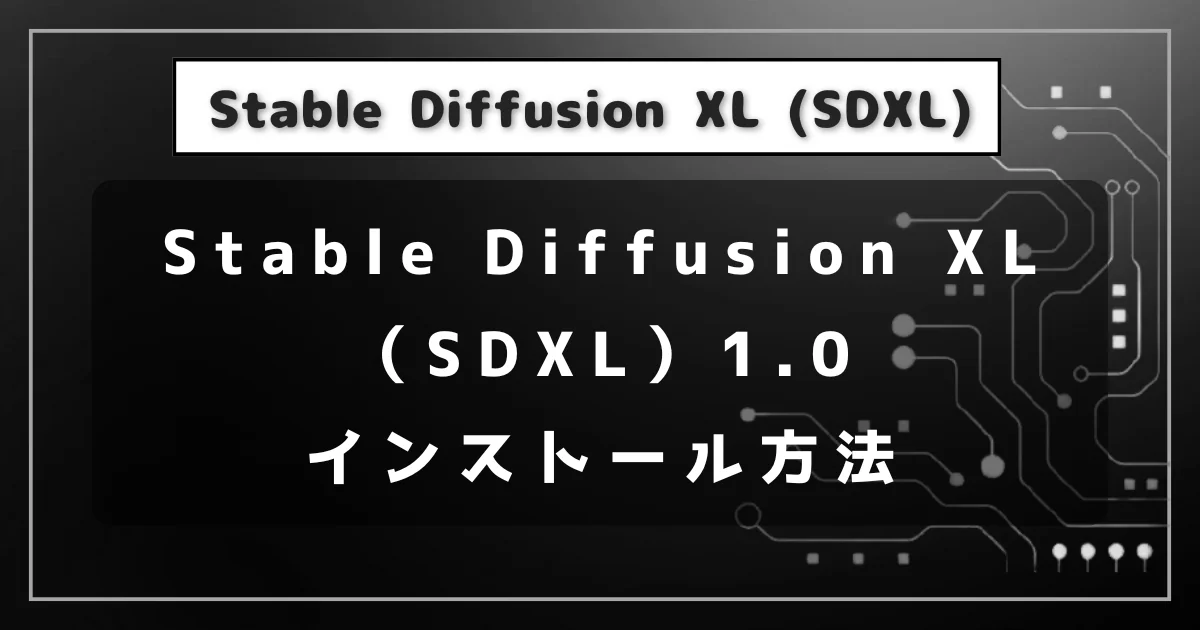 Stable Diffusion XL (SDXL)
Stable Diffusion XL
（SDXL）1.0
インストール方法